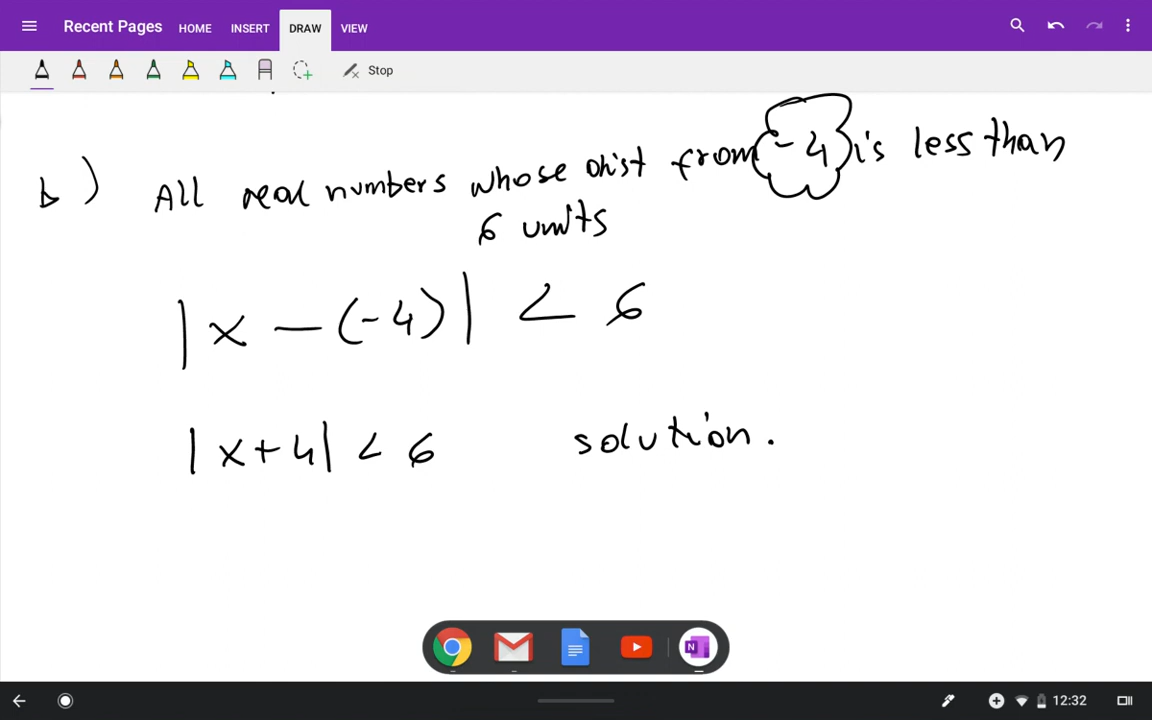 Recent Pages HOME INSERT DRAW VIEW
Stop
b) All real numbers whose dist from -4 is less than
6 units
|x - (-4)| < 6
|x+4| < 6 solution.
12:32